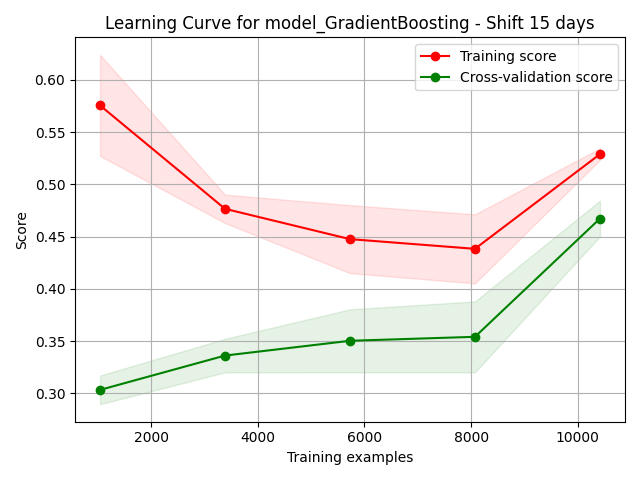 Learning Curve for model_GradientBoosting - Shift 15 days
Training score
Cross-validation score
Score
0.60
0.55
0.50
0.45
0.40
0.35
0.30
2000
4000
6000
8000
10000
Training examples